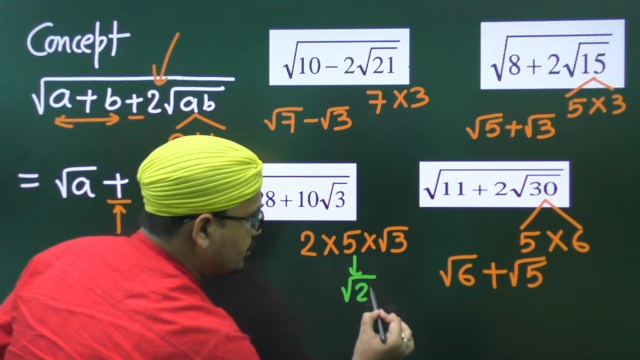 Concept
√(a + b ± 2√(ab))
= √a ±
√(10 − 2√21)
7 × 3
√7 − √3
√(8 + 2√15)
5 × 3
√5 + √3
8 + 10√3
2 × 5 × √3
√2
√(11 + 2√30)
5 × 6
√6 + √5